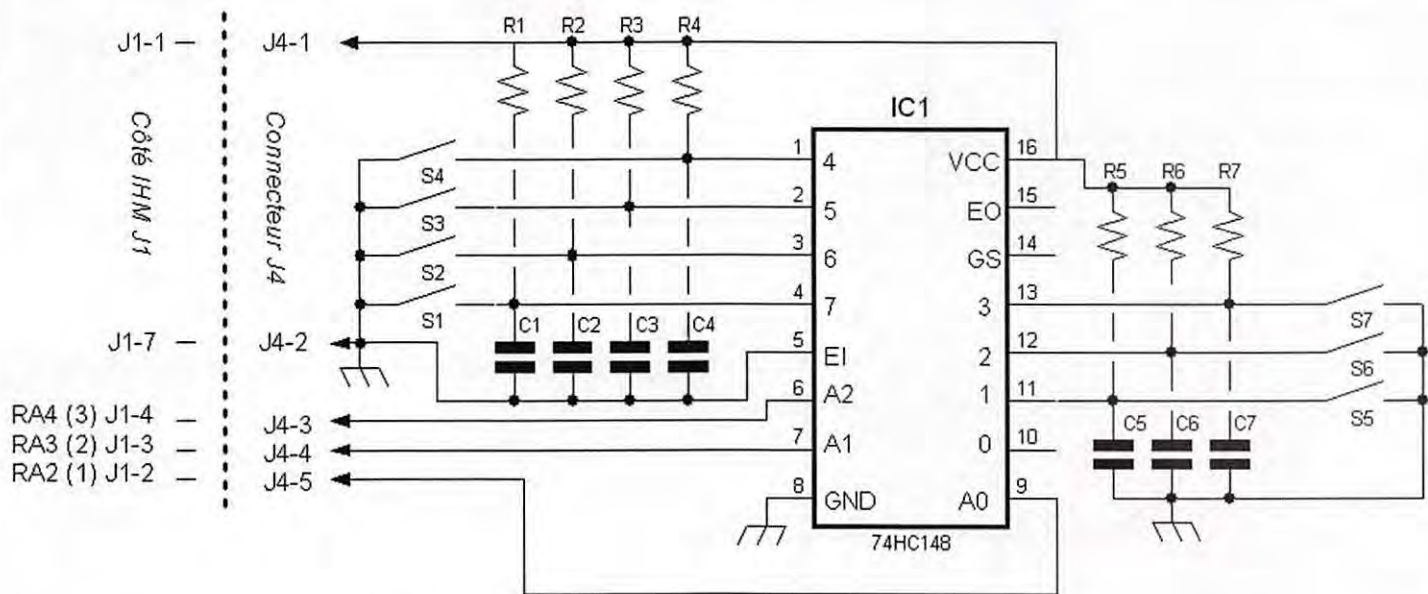 R1 R2 R3 R4
J1-1 J4-1
IC1
Côté IHM J1
Connecteur J4
1 4 VCC 16
S4
R5 R6 R7
2 5 EO 15
S3
3 6 GS 14
S2
4 7 3 13
S1 C1 C2 C3 C4
S7
J1-7 J4-2
5 EI 2 12
S6
6 A2 1 11
RA4 (3) J1-4 J4-3
S5
C5 C6 C7
RA3 (2) J1-3 J4-4
7 A1 0 10
RA2 (1) J1-2 J4-5
8 GND A0 9
74HC148